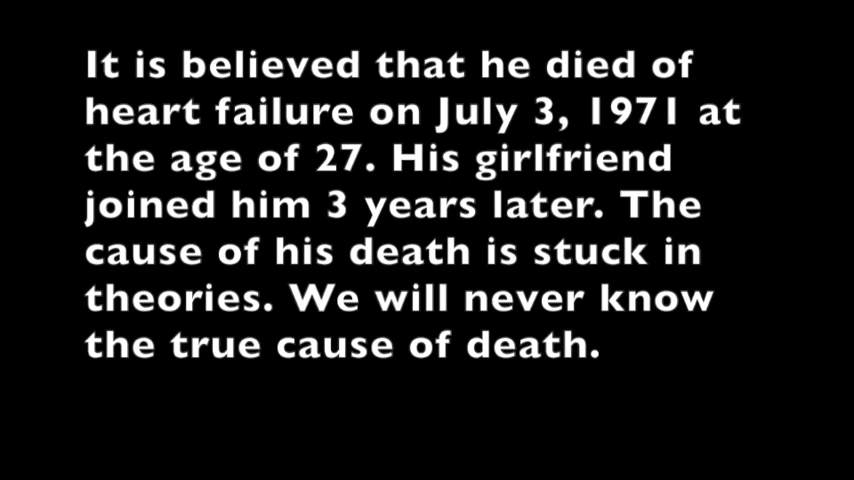 It is believed that he died of
heart failure on July 3, 1971 at
the age of 27. His girlfriend
joined him 3 years later. The
cause of his death is stuck in
theories. We will never know
the true cause of death.